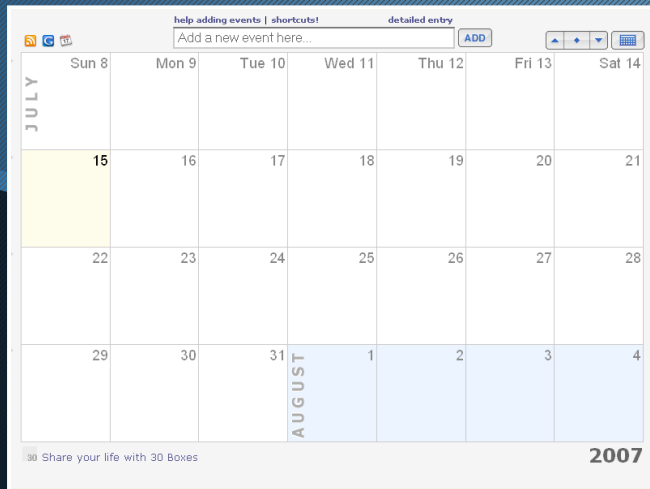 help adding events | shortcuts! detailed entry
Add a new event here... ADD
17
Sun 8 Mon 9 Tue 10 Wed 11 Thu 12 Fri 13 Sat 14
JULY
15 16 17 18 19 20 21
22 23 24 25 26 27 28
29 30 31 1 2 3 4
AUGUST
30 Share your life with 30 Boxes 2007